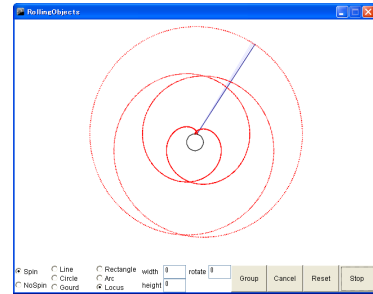 RollingObjects
Spin Line Rectangle width 0 rotate 0
Circle Arc
NoSpin Gourd Locus height 0
Group Cancel Reset Stop